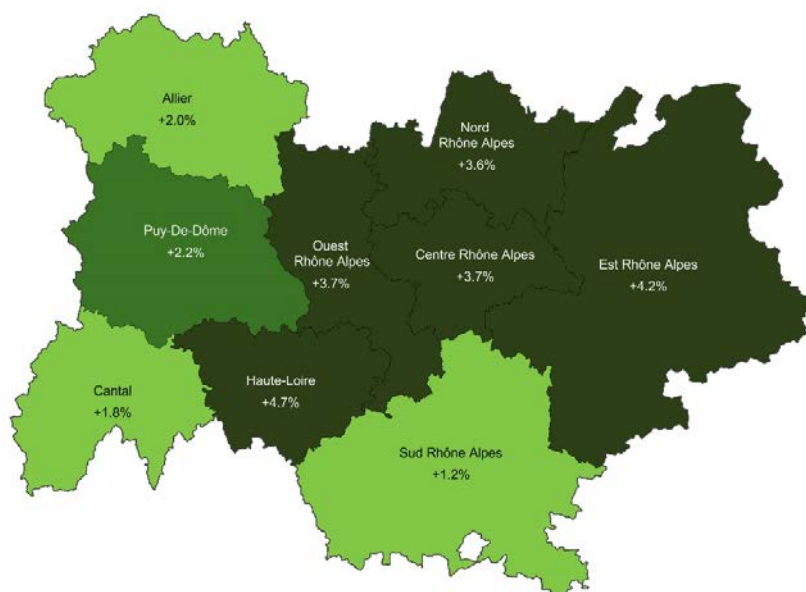 Allier
+2.0%
Nord
Rhône Alpes
+3.6%
Puy-De-Dôme
+2.2%
Ouest
Rhône Alpes
+3.7%
Centre Rhône Alpes
+3.7%
Est Rhône Alpes
+4.2%
Cantal
+1.8%
Haute-Loire
+4.7%
Sud Rhône Alpes
+1.2%